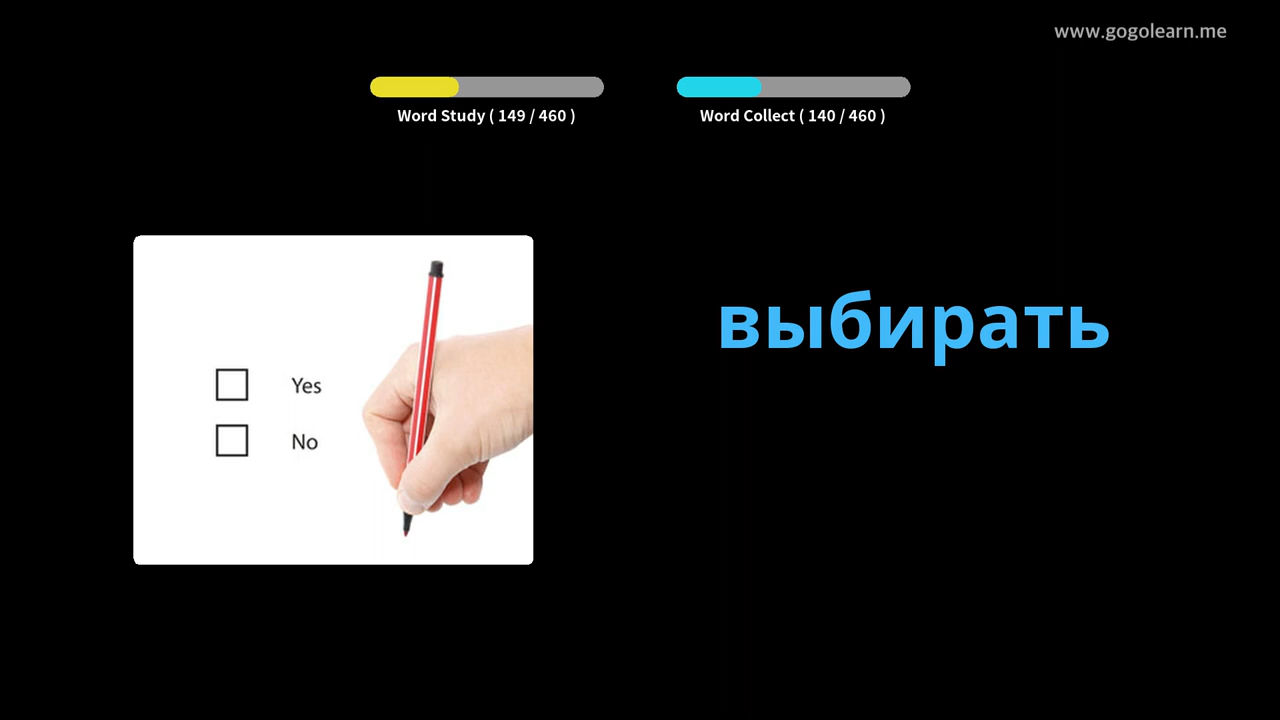 www.gogolearn.me
Word Study ( 149 / 460 )
Word Collect ( 140 / 460 )
выбирать
Yes
No